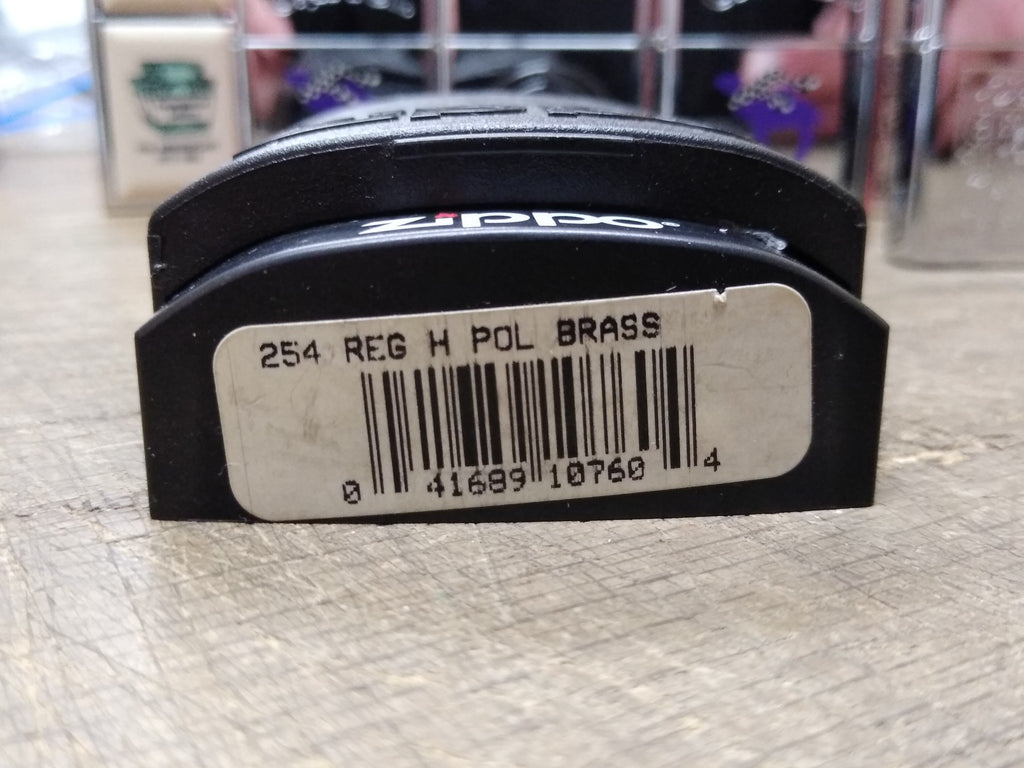 zippo
254 REG H POL BRASS
0 41689 10760 4